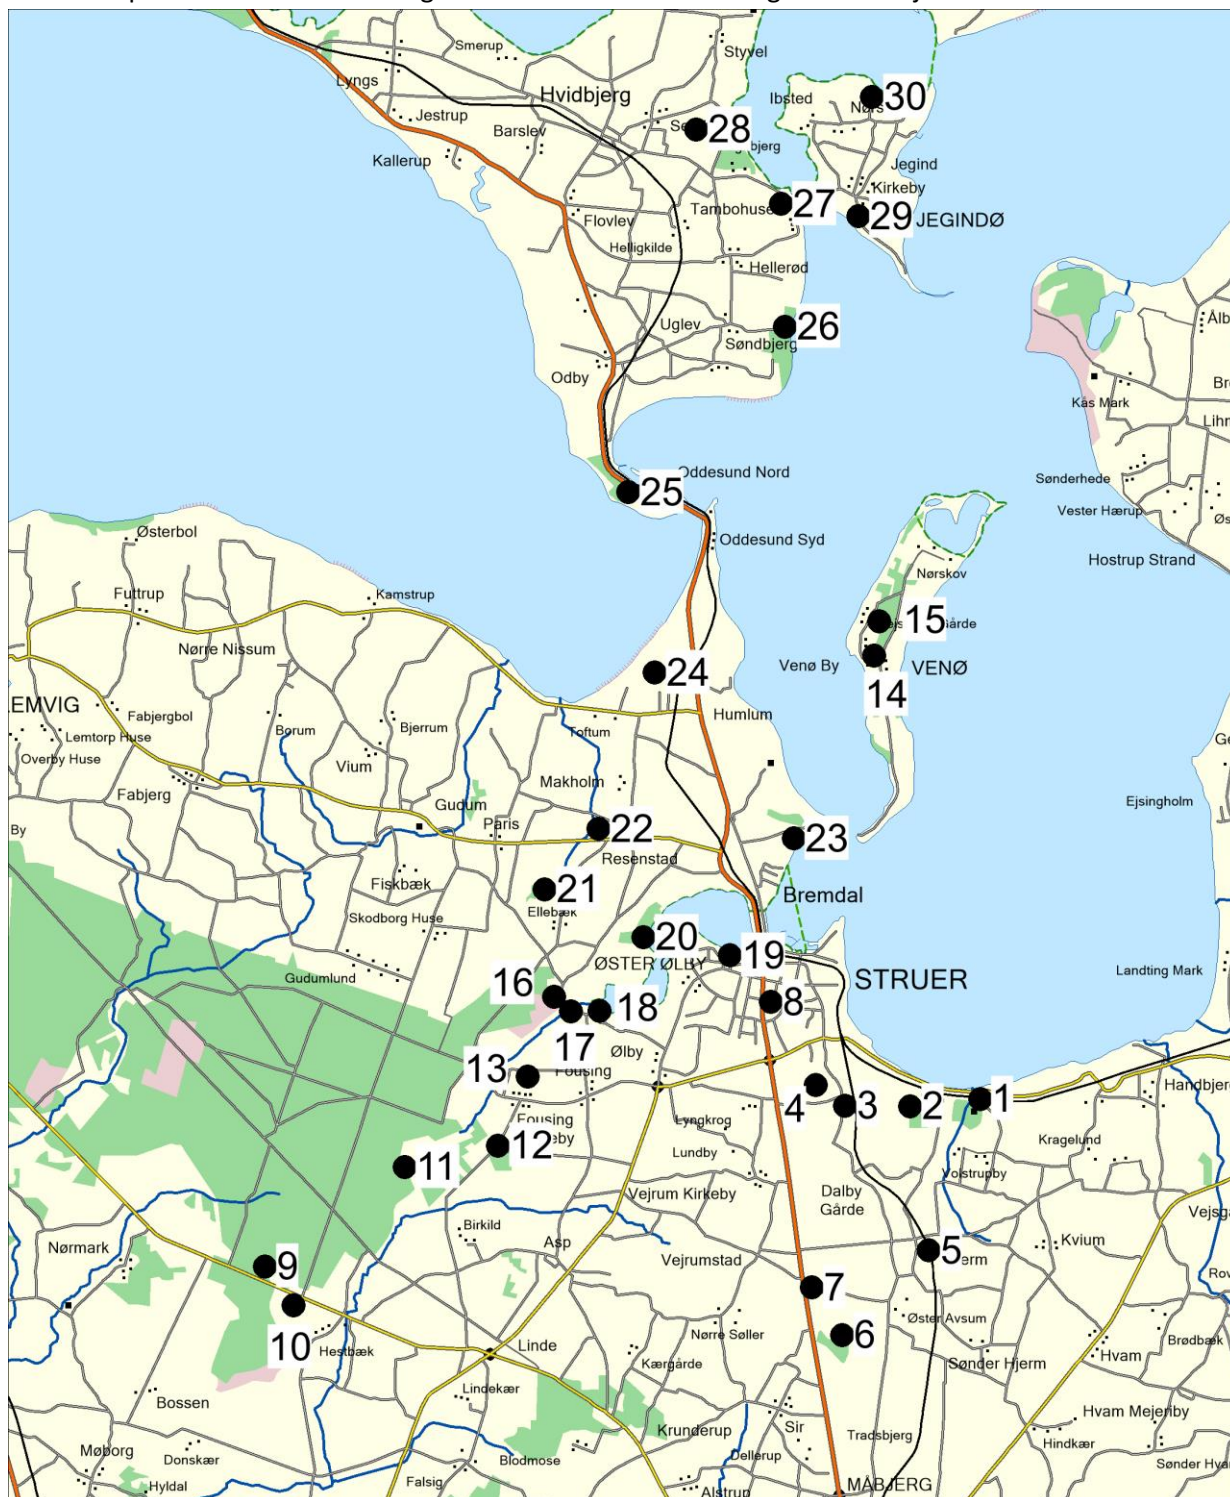 Smerup
Styvel
Lyngs
Hvidbjerg
Ibsted
30
Jestrup
28
Barslev
Kallerup
Jegind
Kirkeby
Tambohuse
27
Flovlev
29
JEGINDØ
Helligkilde
Hellerød
26
Uglev
Søndbjerg
Odby
Kås Mark
Oddesund Nord
25
Sønderhede
Vester Hærup
Østerbol
Oddesund Syd
Hostrup Strand
Nørskov
Futtrup
Kamstrup
15
Nørre Nissum
Venø By
VENØ
24
14
Fabjergbol
Humlum
Lemtorp Huse
Borum
Bjerrum
Toftum
Overby Huse
Vium
Makholm
Fabjerg
Gudum
Ejsingholm
By
Paris
22
23
Resenstad
Fiskbæk
21
Bremdal
Skodborg Huse
Ellebæk
20
19
ØSTER ØLBY
Gudumlund
Landting Mark
STRUER
16
18
8
17
Ølby
13
Fousing
4
3
2
1
Fousing
Lyngkrog
Kragelund
12
Lundby
Volstrupby
11
Vejrum Kirkeby
Dalby
Gårde
Birkild
Nørmark
Asp
Vejrumstad
Kvium
5
9
7
10
Øster Avsum
Nørre Søller
6
Brødbæk
Hestbæk
Linde
Kærgårde
Sønder Hjerm
Hvam
Lindekær
Bossen
Hvam Mejeriby
Krunderup
Sir
Tradsbjerg
Hindkær
Møborg
Donskær
Blodmose
Dellerup
Hyldal
Falsig
Alstrup
MÅBJERG